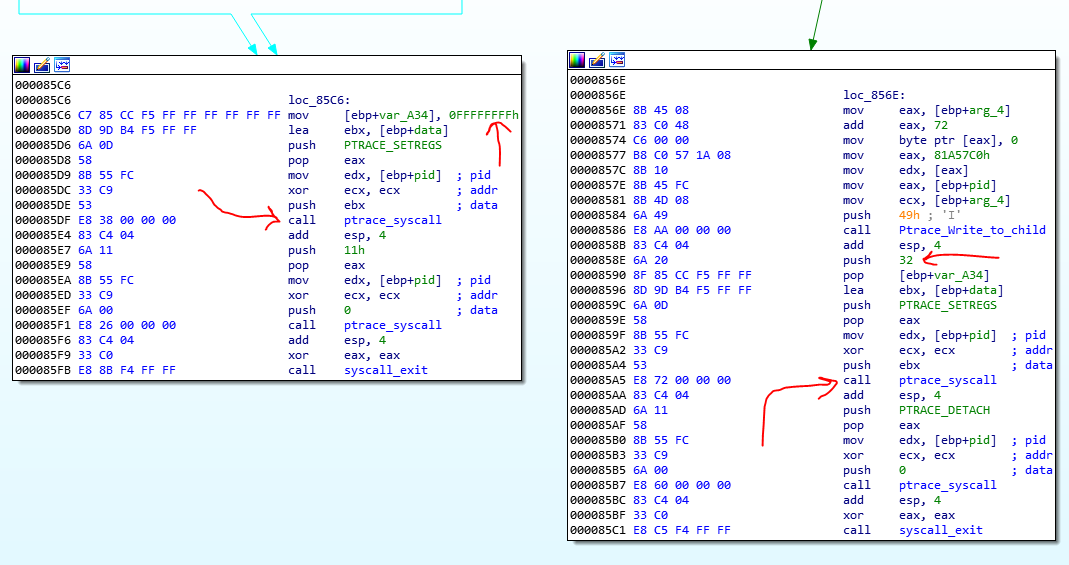 000085C6
000085C6 loc_85C6:
000085C6 C7 85 CC F5 FF FF FF FF FF FF mov [ebp+var_A34], 0FFFFFFFFh
000085D0 8D 9D B4 F5 FF FF lea ebx, [ebp+data]
000085D6 6A 0D push PTRACE_SETREGS
000085D8 58 pop eax
000085D9 8B 55 FC mov edx, [ebp+pid] ; pid
000085DC 33 C9 xor ecx, ecx ; addr
000085DE 53 push ebx ; data
000085DF E8 38 00 00 00 call ptrace_syscall
000085E4 83 C4 04 add esp, 4
000085E7 6A 11 push 11h
000085E9 58 pop eax
000085EA 8B 55 FC mov edx, [ebp+pid] ; pid
000085ED 33 C9 xor ecx, ecx ; addr
000085EF 6A 00 push 0 ; data
000085F1 E8 26 00 00 00 call ptrace_syscall
000085F6 83 C4 04 add esp, 4
000085F9 33 C0 xor eax, eax
000085FB E8 8B F4 FF FF call syscall_exit
0000856E
0000856E loc_856E:
0000856E 8B 45 08 mov eax, [ebp+arg_4]
00008571 83 C0 48 add eax, 72
00008574 C6 00 00 mov byte ptr [eax], 0
00008577 B8 C0 57 1A 08 mov eax, 81A57C0h
0000857C 8B 10 mov edx, [eax]
0000857E 8B 45 FC mov eax, [ebp+pid]
00008581 8B 4D 08 mov ecx, [ebp+arg_4]
00008584 6A 49 push 49h ; 'I'
00008586 E8 AA 00 00 00 call Ptrace_Write_to_child
0000858B 83 C4 04 add esp, 4
0000858E 6A 20 push 32
00008590 8F 85 CC F5 FF FF pop [ebp+var_A34]
00008596 8D 9D B4 F5 FF FF lea ebx, [ebp+data]
0000859C 6A 0D push PTRACE_SETREGS
0000859E 58 pop eax
0000859F 8B 55 FC mov edx, [ebp+pid] ; pid
000085A2 33 C9 xor ecx, ecx ; addr
000085A4 53 push ebx ; data
000085A5 E8 72 00 00 00 call ptrace_syscall
000085AA 83 C4 04 add esp, 4
000085AD 6A 11 push PTRACE_DETACH
000085AF 58 pop eax
000085B0 8B 55 FC mov edx, [ebp+pid] ; pid
000085B3 33 C9 xor ecx, ecx ; addr
000085B5 6A 00 push 0 ; data
000085B7 E8 60 00 00 00 call ptrace_syscall
000085BC 83 C4 04 add esp, 4
000085BF 33 C0 xor eax, eax
000085C1 E8 C5 F4 FF FF call syscall_exit